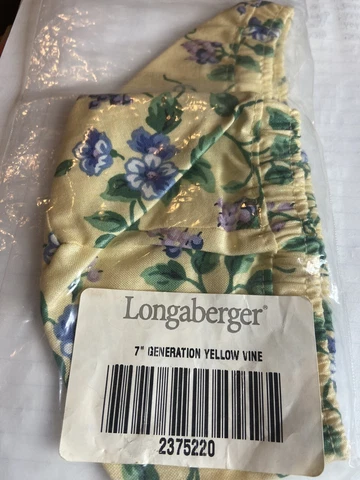 Longaberger®
7" GENERATION YELLOW VINE
2375220